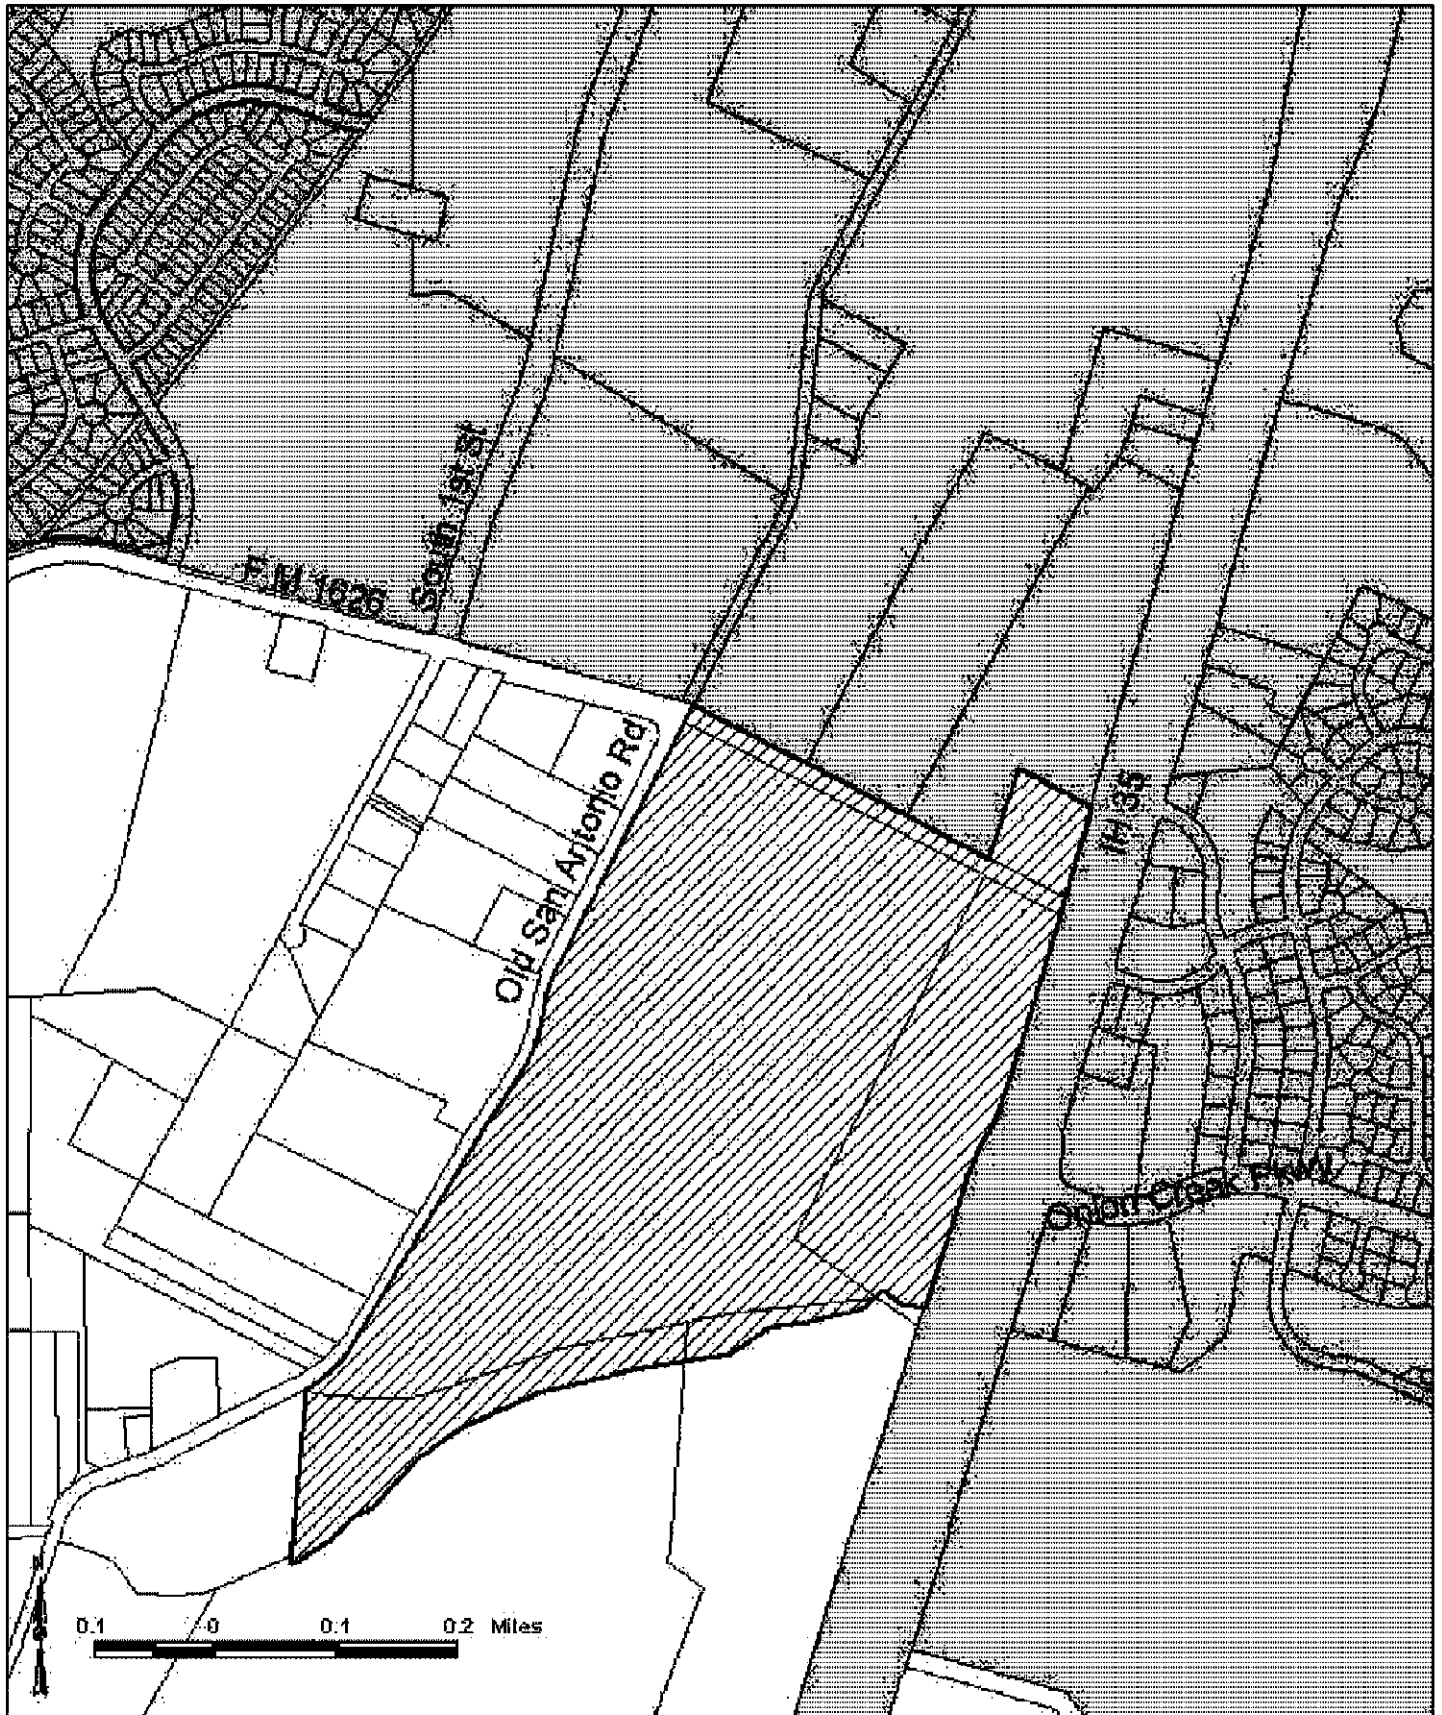 South 1st St
F.M. 1626
Old San Antonio Rd
IH 35
Onion Creek PKWY
0.1 0 0.1 0.2 Miles